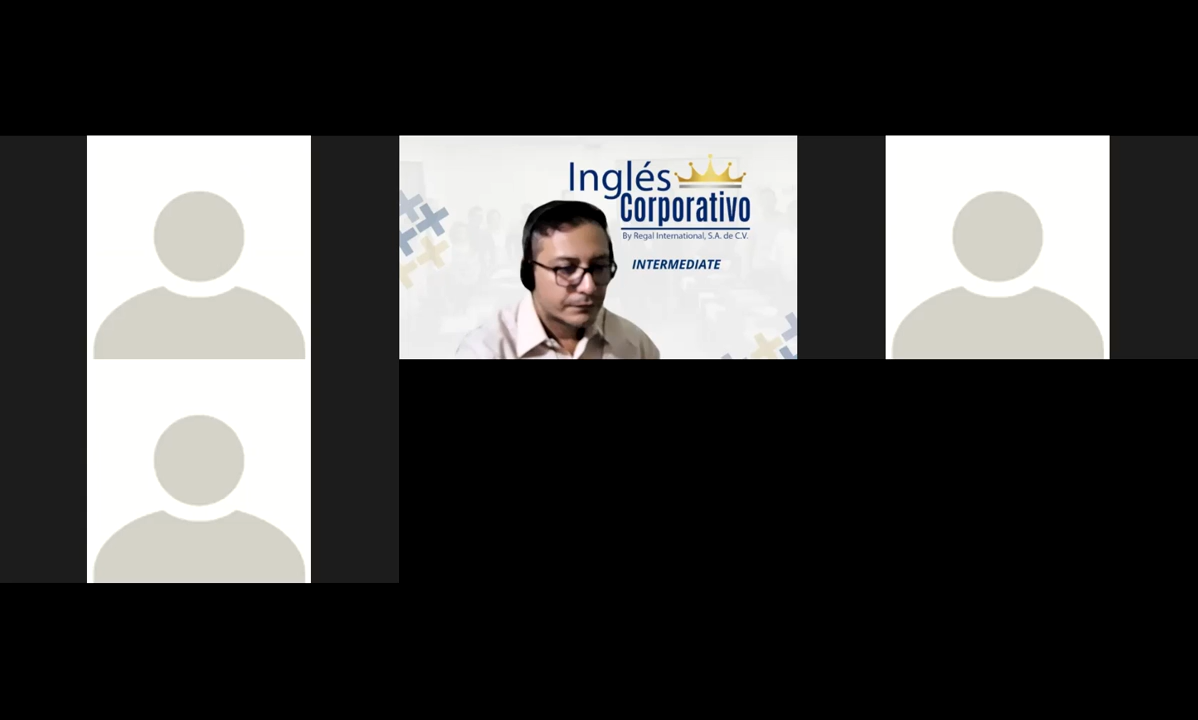 Inglés
Corporativo
By Regal International, S.A. de C.V.
INTERMEDIATE